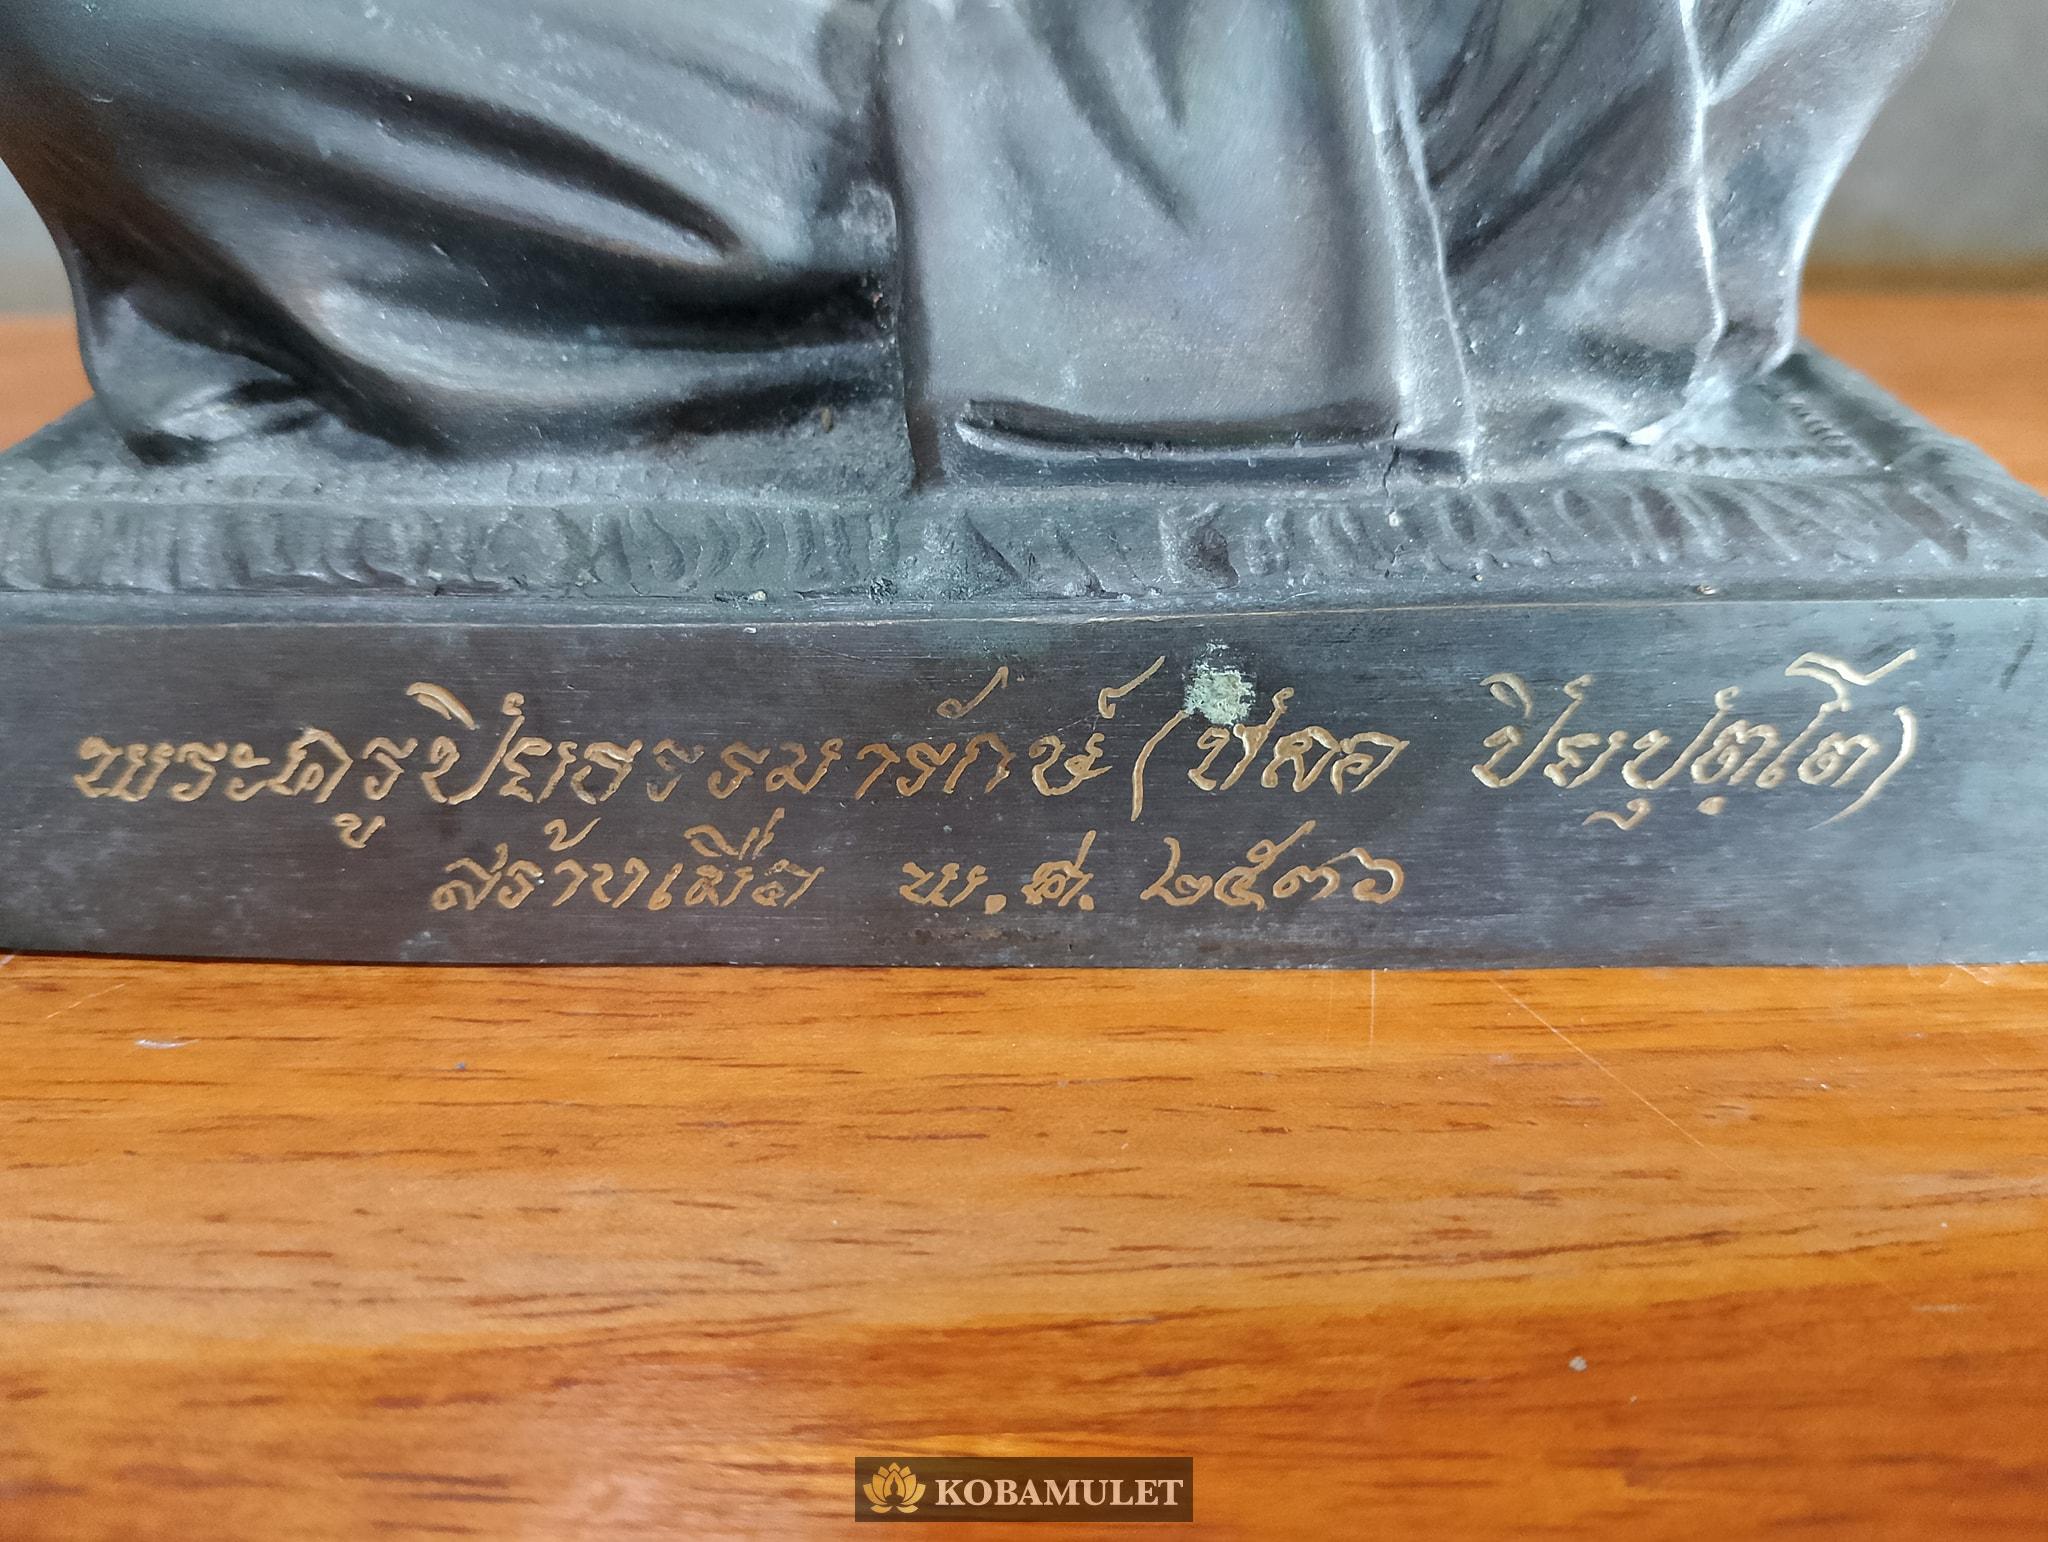 พระครูปิยธรรมารักษ์ (ชลอ ปิยปุตฺโต)
สร้างเมื่อ พ.ศ. ๒๕๓๖
KOBAMULET